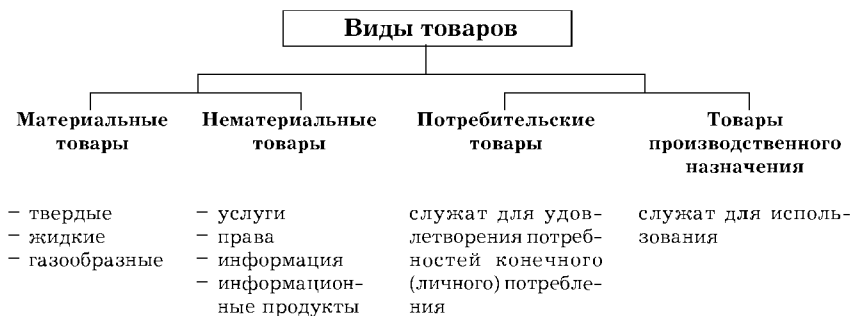 Виды товаров
Материальные
товары
Нематериальные
товары
Потребительские
товары
Товары
производственного
назначения
– твердые
– жидкие
– газообразные
– услуги
– права
– информация
– информацион-
ные продукты
служат для удов-
летворения потреб-
ностей конечного
(личного) потребле-
ния
служат для исполь-
зования